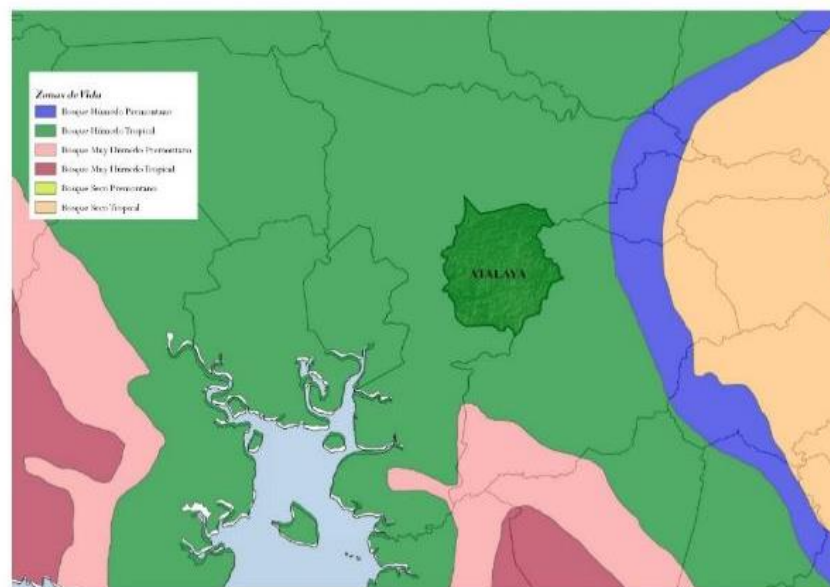 Zonas de Vida
Bosque Húmedo Premontano
Bosque Húmedo Tropical
Bosque Muy Húmedo Premontano
Bosque Muy Húmedo Tropical
Bosque Seco Premontano
Bosque Seco Tropical
ATALAYA